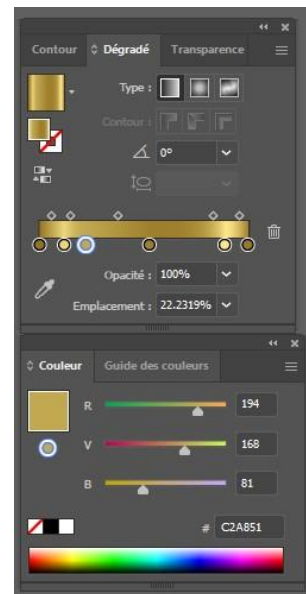 Contour Dégradé Transparence
Type :
Contour :
0°
Opacité : 100%
Emplacement : 22.2319%
Couleur Guide des couleurs
R 194
V 168
B 81
# C2A851